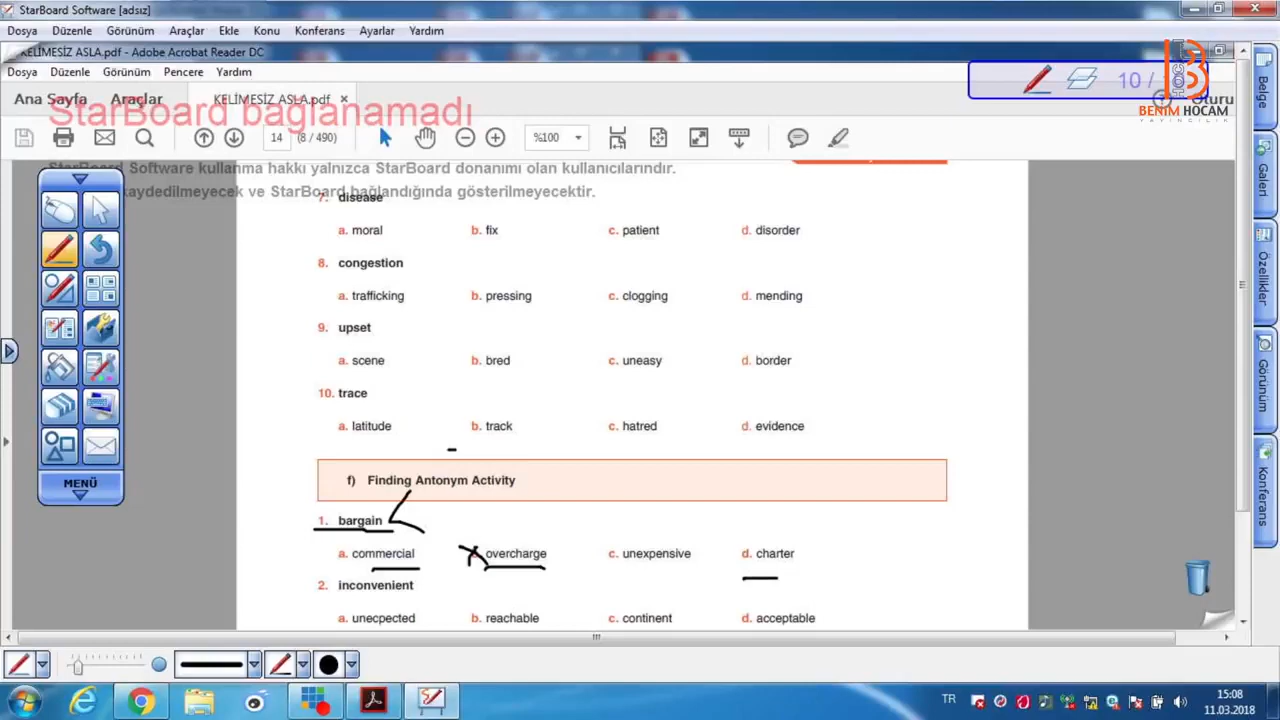 StarBoard Software [adsız]
Dosya Düzenle Görünüm Araçlar Ekle Konu Konferans Ayarlar Yardım
KELİMESİZ ASLA.pdf - Adobe Acrobat Reader DC
Dosya Düzenle Görünüm Pencere Yardım
10 /
Ana Sayfa Araçlar KELİMESİZ ASLA.pdf × Oturu
StarBoard bağlanamadı
B HOCAM
BENİM HOCAM
YAYINCILIK
14 (8 / 490) %100
StarBoard Software kullanma hakkı yalnızca StarBoard donanımı olan kullanıcılarındır.
kaydedilmeyecek ve StarBoard bağlandığında gösterilmeyecektir.
7. disease
a. moral b. fix c. patient d. disorder
8. congestion
a. trafficking b. pressing c. clogging d. mending
9. upset
a. scene b. bred c. uneasy d. border
10. trace
a. latitude b. track c. hatred d. evidence
f) Finding Antonym Activity
1. bargain
a. commercial overcharge c. unexpensive d. charter
2. inconvenient
a. unecpected b. reachable c. continent d. acceptable
MENÜ
Belge
Galeri
Özellikler
Görünüm
Konferans
TR 15:08
11.03.2018